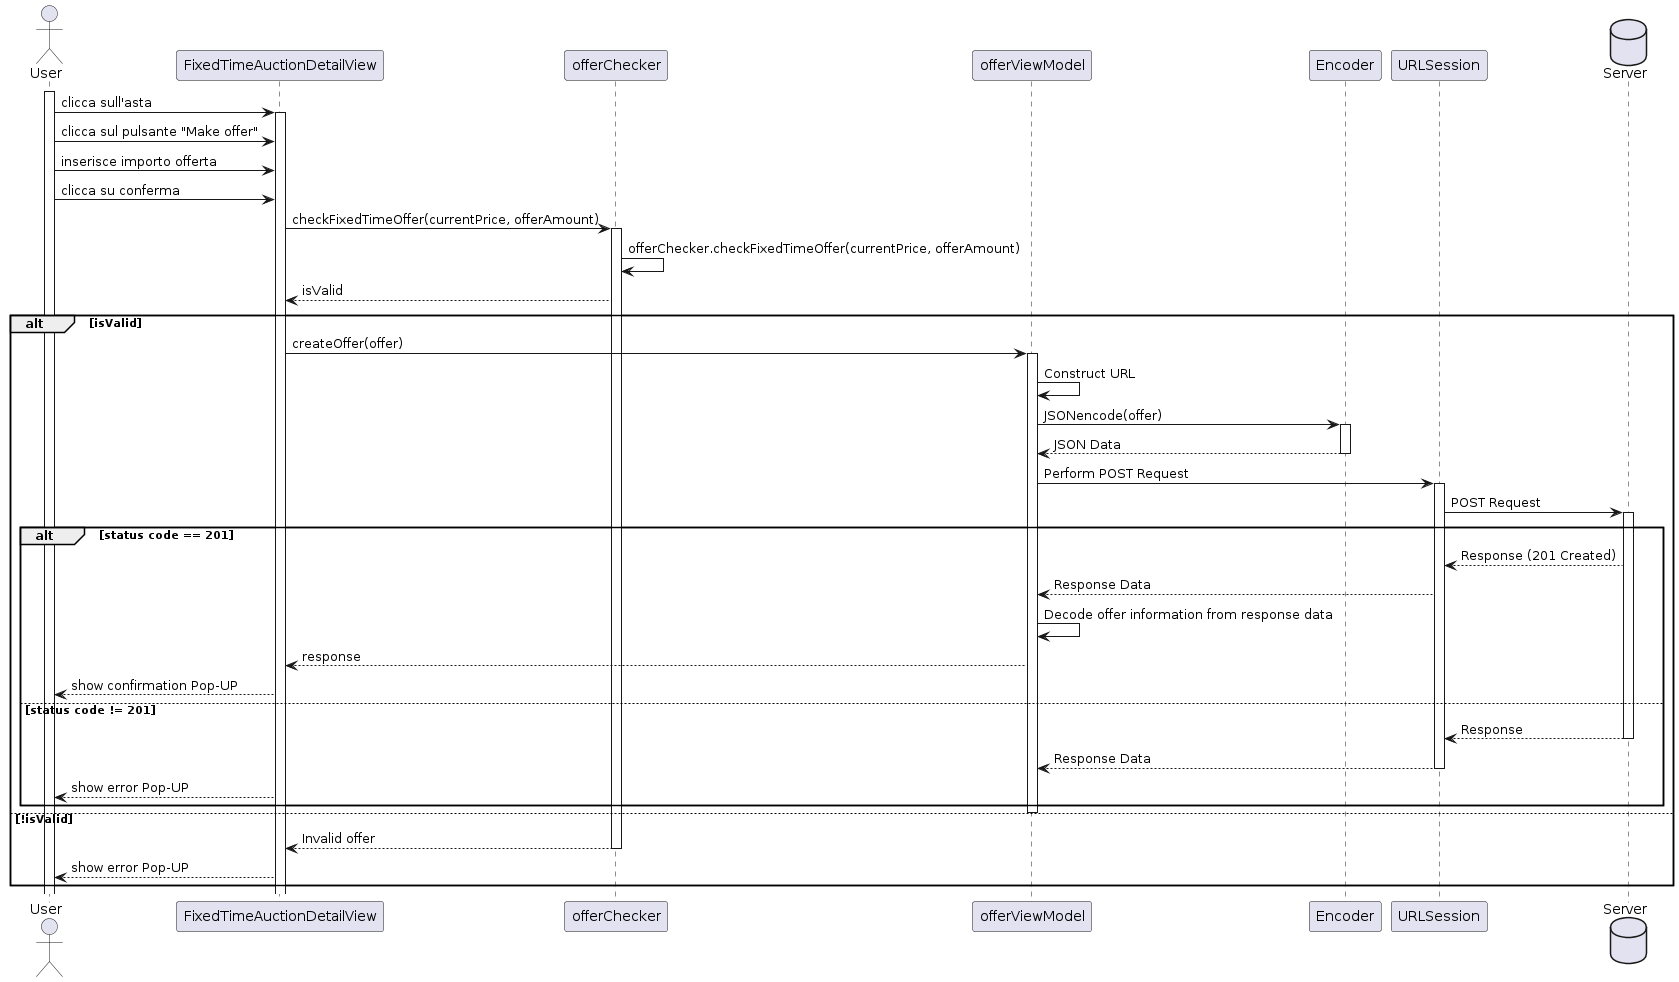 User
FixedTimeAuctionDetailView
offerChecker
offerViewModel
Encoder
URLSession
Server
clicca sull'asta
clicca sul pulsante "Make offer"
inserisce importo offerta
clicca su conferma
checkFixedTimeOffer(currentPrice, offerAmount)
offerChecker.checkFixedTimeOffer(currentPrice, offerAmount)
isValid
alt [isValid]
createOffer(offer)
Construct URL
JSONencode(offer)
JSON Data
Perform POST Request
POST Request
alt [status code == 201]
Response (201 Created)
Response Data
Decode offer information from response data
response
show confirmation Pop-UP
[status code != 201]
Response
Response Data
show error Pop-UP
[!isValid]
Invalid offer
show error Pop-UP
User
FixedTimeAuctionDetailView
offerChecker
offerViewModel
Encoder
URLSession
Server